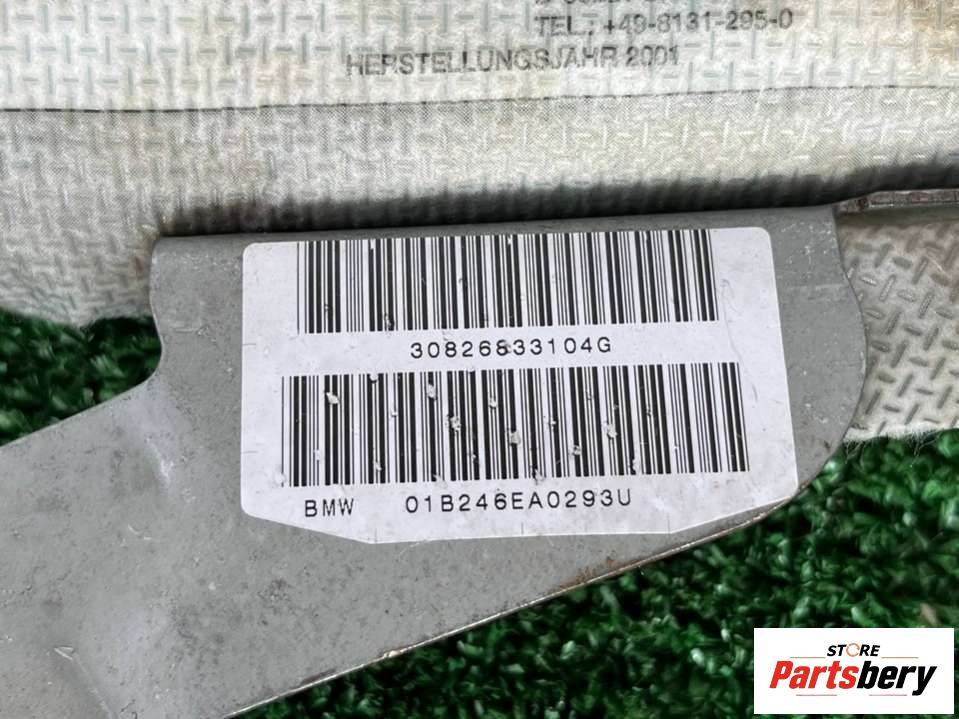 TEL.: +49-8131-295-0
HERSTELLUNGSJAHR 2001
30826833104G
BMW 01B246EA0293U
STORE
Partsbery